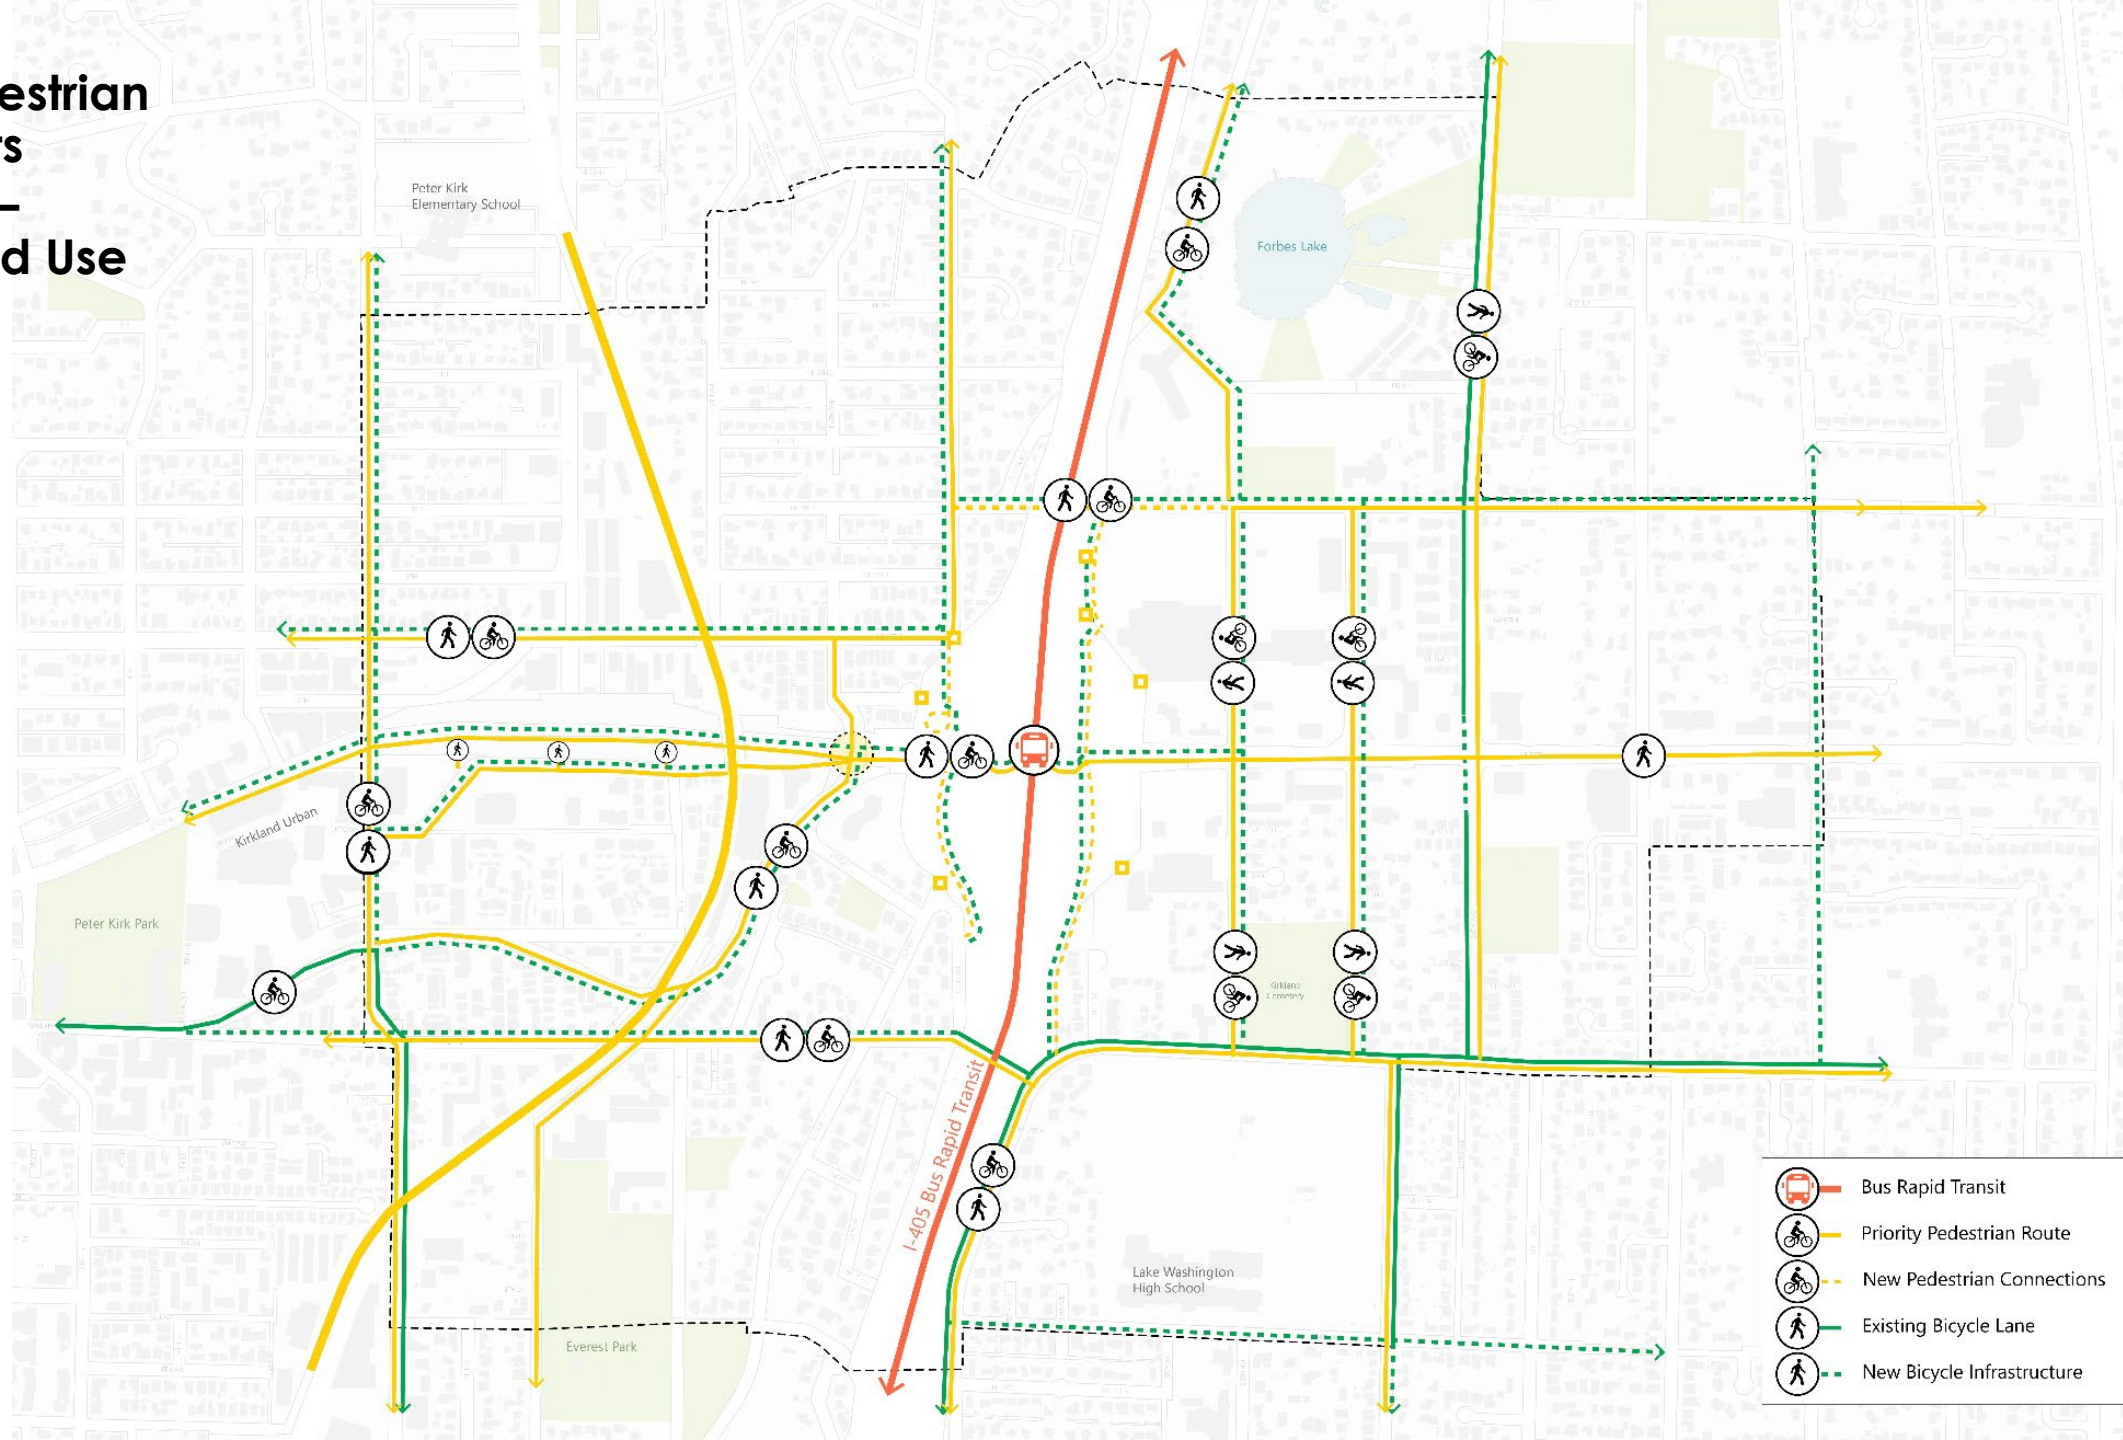 estrian
rs
–
d Use
Peter Kirk
Elementary School
Forbes Lake
Kirkland Urban
Peter Kirk Park
Kirkland
Cemetery
I-405 Bus Rapid Transit
Lake Washington
High School
Everest Park
Bus Rapid Transit
Priority Pedestrian Route
New Pedestrian Connections
Existing Bicycle Lane
New Bicycle Infrastructure